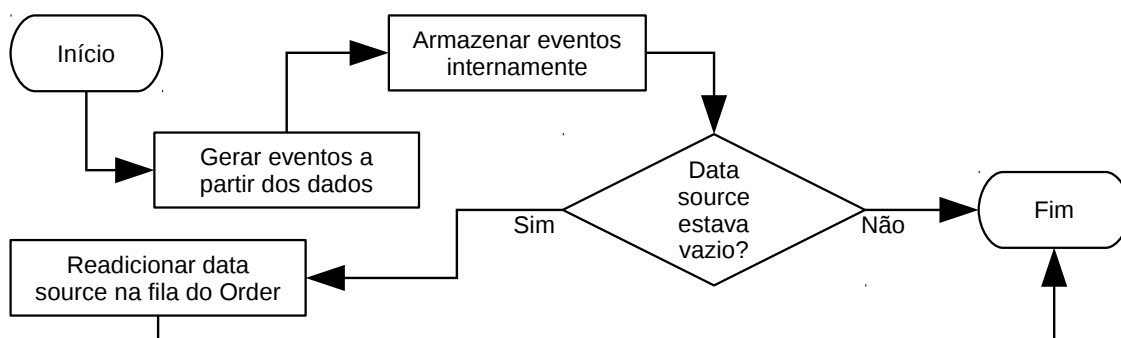 Início
Armazenar eventos
internamente
Gerar eventos a
partir dos dados
Data
source
estava
vazio?
Sim
Não
Fim
Readicionar data
source na fila do Order